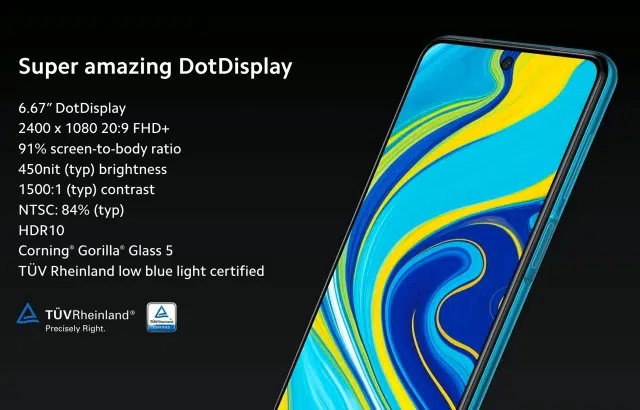 Super amazing DotDisplay
6.67” DotDisplay
2400 x 1080 20:9 FHD+
91% screen-to-body ratio
450nit (typ) brightness
1500:1 (typ) contrast
NTSC: 84% (typ)
HDR10
Corning® Gorilla® Glass 5
TÜV Rheinland low blue light certified
TÜVRheinland®
Precisely Right.
TÜVRheinland